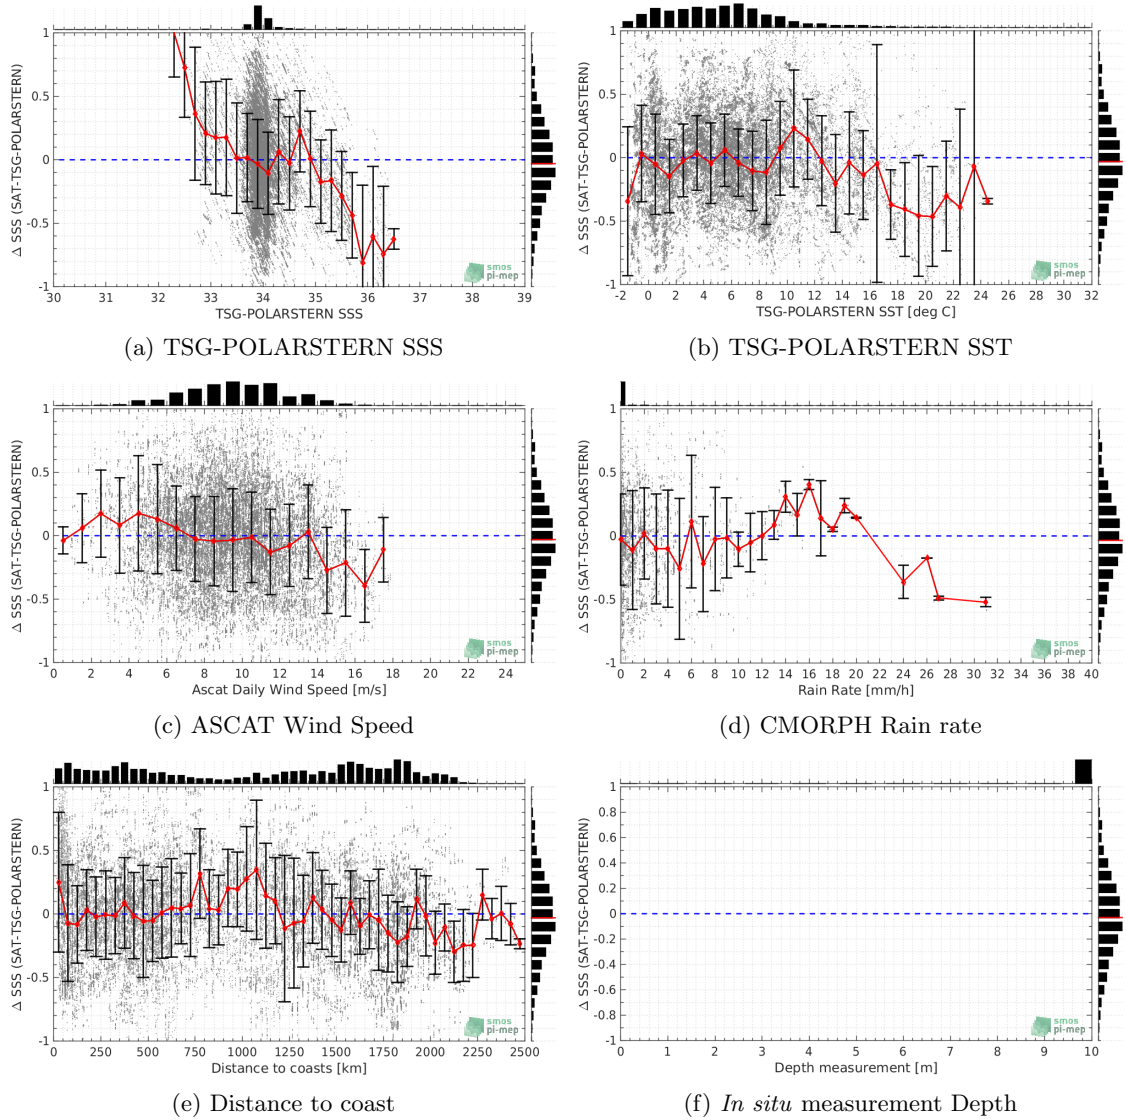 1
0.5
0
-0.5
-1
Δ SSS (SAT-TSG-POLARSTERN)
30 31 32 33 34 35 36 37 38 39
TSG-POLARSTERN SSS
smos
pi-mep
(a) TSG-POLARSTERN SSS
1
0.5
0
-0.5
-1
Δ SSS (SAT-TSG-POLARSTERN)
-2 0 2 4 6 8 10 12 14 16 18 20 22 24 26 28 30 32
TSG-POLARSTERN SST [deg C]
smos
pi-mep
(b) TSG-POLARSTERN SST
1
0.5
0
-0.5
-1
Δ SSS (SAT-TSG-POLARSTERN)
0 2 4 6 8 10 12 14 16 18 20 22 24
Ascat Daily Wind Speed [m/s]
smos
pi-mep
(c) ASCAT Wind Speed
1
0.5
0
-0.5
-1
Δ SSS (SAT-TSG-POLARSTERN)
0 2 4 6 8 10 12 14 16 18 20 22 24 26 28 30 32 34 36 38 40
Rain Rate [mm/h]
smos
pi-mep
(d) CMORPH Rain rate
1
0.5
0
-0.5
-1
Δ SSS (SAT-TSG-POLARSTERN)
0 250 500 750 1000 1250 1500 1750 2000 2250 2500
Distance to coasts [km]
smos
pi-mep
(e) Distance to coast
1
0.8
0.6
0.4
0.2
0
-0.2
-0.4
-0.6
-0.8
-1
Δ SSS (SAT-TSG-POLARSTERN)
0 1 2 3 4 5 6 7 8 9 10
Depth measurement [m]
smos
pi-mep
(f) In situ measurement Depth